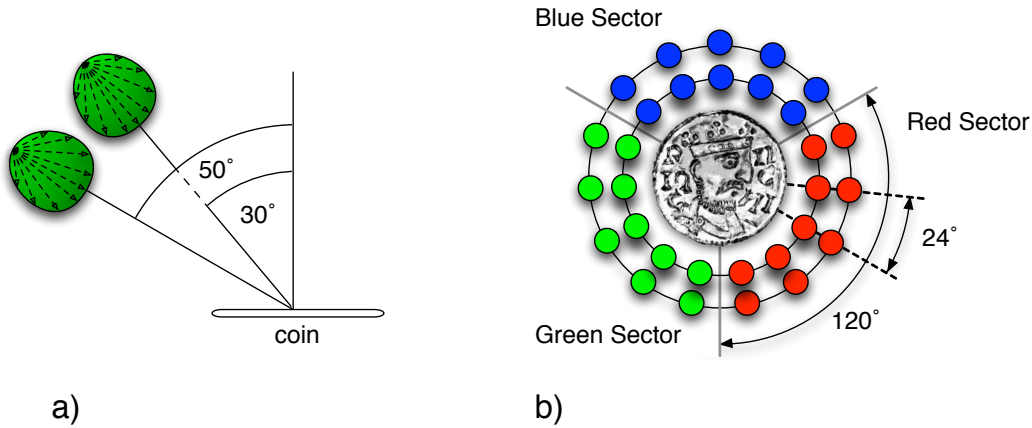 50°
30°
coin
a)
Blue Sector
Red Sector
24°
120°
Green Sector
b)